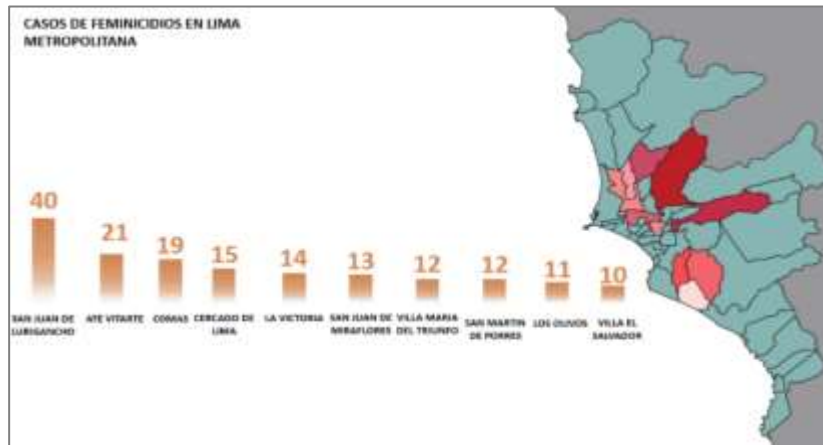 CASOS DE FEMINICIDIOS EN LIMA
METROPOLITANA
40
21
19
15
14
13
12
12
11
10
SAN JUAN DE
LURIGANCHO
ATE VITARTE
COMAS
CERCADO DE
LIMA
LA VICTORIA
SAN JUAN DE
MIRAFLORES
VILLA MARIA
DEL TRIUNFO
SAN MARTIN
DE PORRES
LOS OLIVOS
VILLA EL
SALVADOR